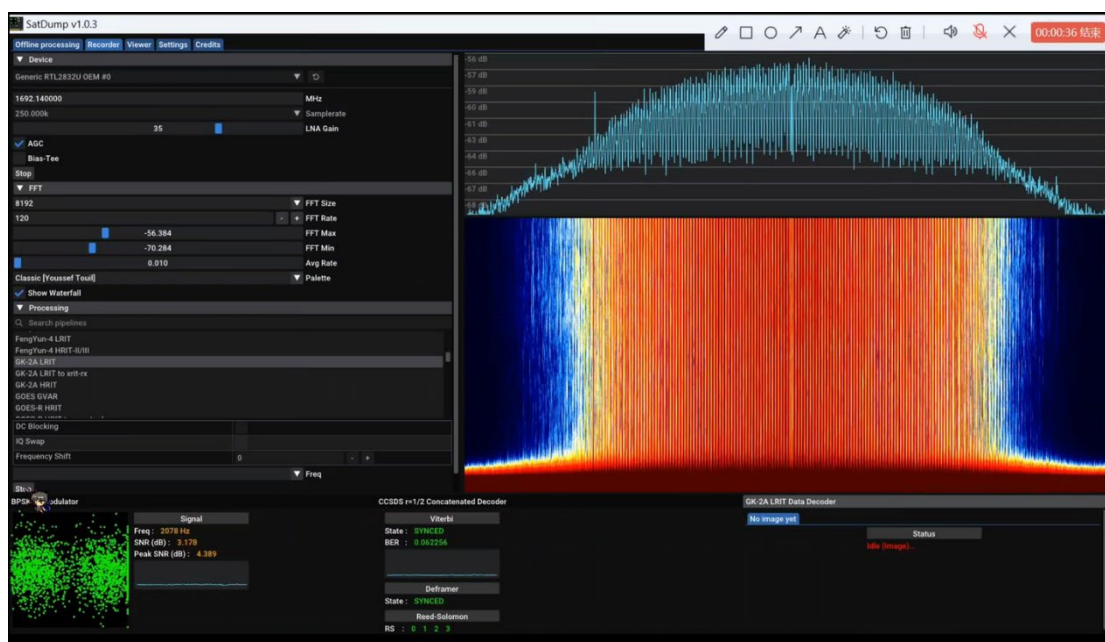 SatDump v1.0.3
00:00:36 结束
Offline processing Recorder Viewer Settings Credits
Device
Generic RTL2832U OEM #0
1692.140000 MHz
250.000k Samplerate
35 LNA Gain
AGC
Bias-Tee
Stop
FFT
8192 FFT Size
120 - + FFT Rate
-56.384 FFT Max
-70.284 FFT Min
0.010 Avg Rate
Classic [Youssef Touil] Palette
Show Waterfall
Processing
Search pipelines
FengYun-4 LRIT
FengYun-4 HRIT-II/III
GK-2A LRIT
GK-2A LRIT to xrit-rx
GK-2A HRIT
GOES GVAR
GOES-R HRIT
DC Blocking
IQ Swap
Frequency Shift 0 - +
Freq
-56 dB
-57 dB
-59 dB
-60 dB
-61 dB
-63 dB
-64 dB
-66 dB
-67 dB
-68 dB
CCSDS r=1/2 Concatenated Decoder
GK-2A LRIT Data Decoder
Signal
Freq : 2078 Hz
SNR (dB) : 3.178
Peak SNR (dB) : 4.389
Viterbi
State : SYNCED
BER : 0.062256
Deframer
State : SYNCED
Reed-Solomon
RS : 0 1 2 3
No image yet
Status
Idle (Image)...